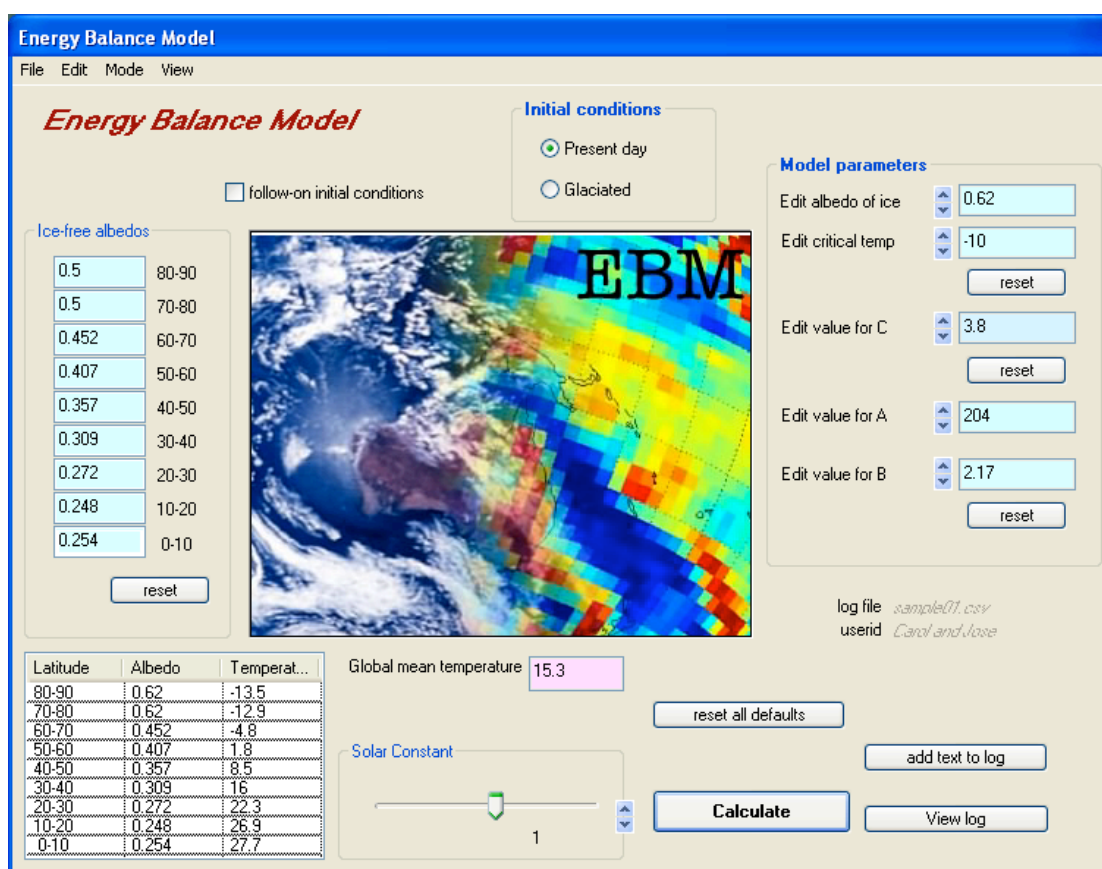 Energy Balance Model
File Edit Mode View
Energy Balance Model
Initial conditions
Present day
Glaciated
follow-on initial conditions
Model parameters
Edit albedo of ice 0.62
Edit critical temp -10
reset
Edit value for C 3.8
reset
Edit value for A 204
Edit value for B 2.17
reset
Ice-free albedos
0.5 80-90
0.5 70-80
0.452 60-70
0.407 50-60
0.357 40-50
0.309 30-40
0.272 20-30
0.248 10-20
0.254 0-10
reset
EBM
log file sample01.csv
userid Carol and Jose
Latitude Albedo Temperat...
80-90 0.62 -13.5
70-80 0.62 -12.9
60-70 0.452 -4.8
50-60 0.407 1.8
40-50 0.357 8.5
30-40 0.309 16
20-30 0.272 22.3
10-20 0.248 26.9
0-10 0.254 27.7
Global mean temperature 15.3
reset all defaults
Solar Constant
1
Calculate
add text to log
View log